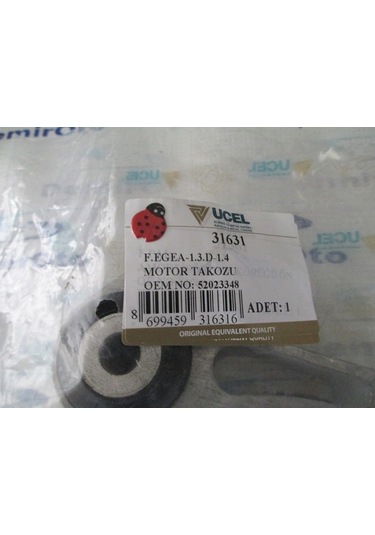 UCEL
UCEL
31631
F.EGEA-1.3.D-1.4
MOTOR TAKOZU
OEM NO: 52023348
8 699459 316316
ADET: 1
ORIGINAL EQUIVALENT QUALITY